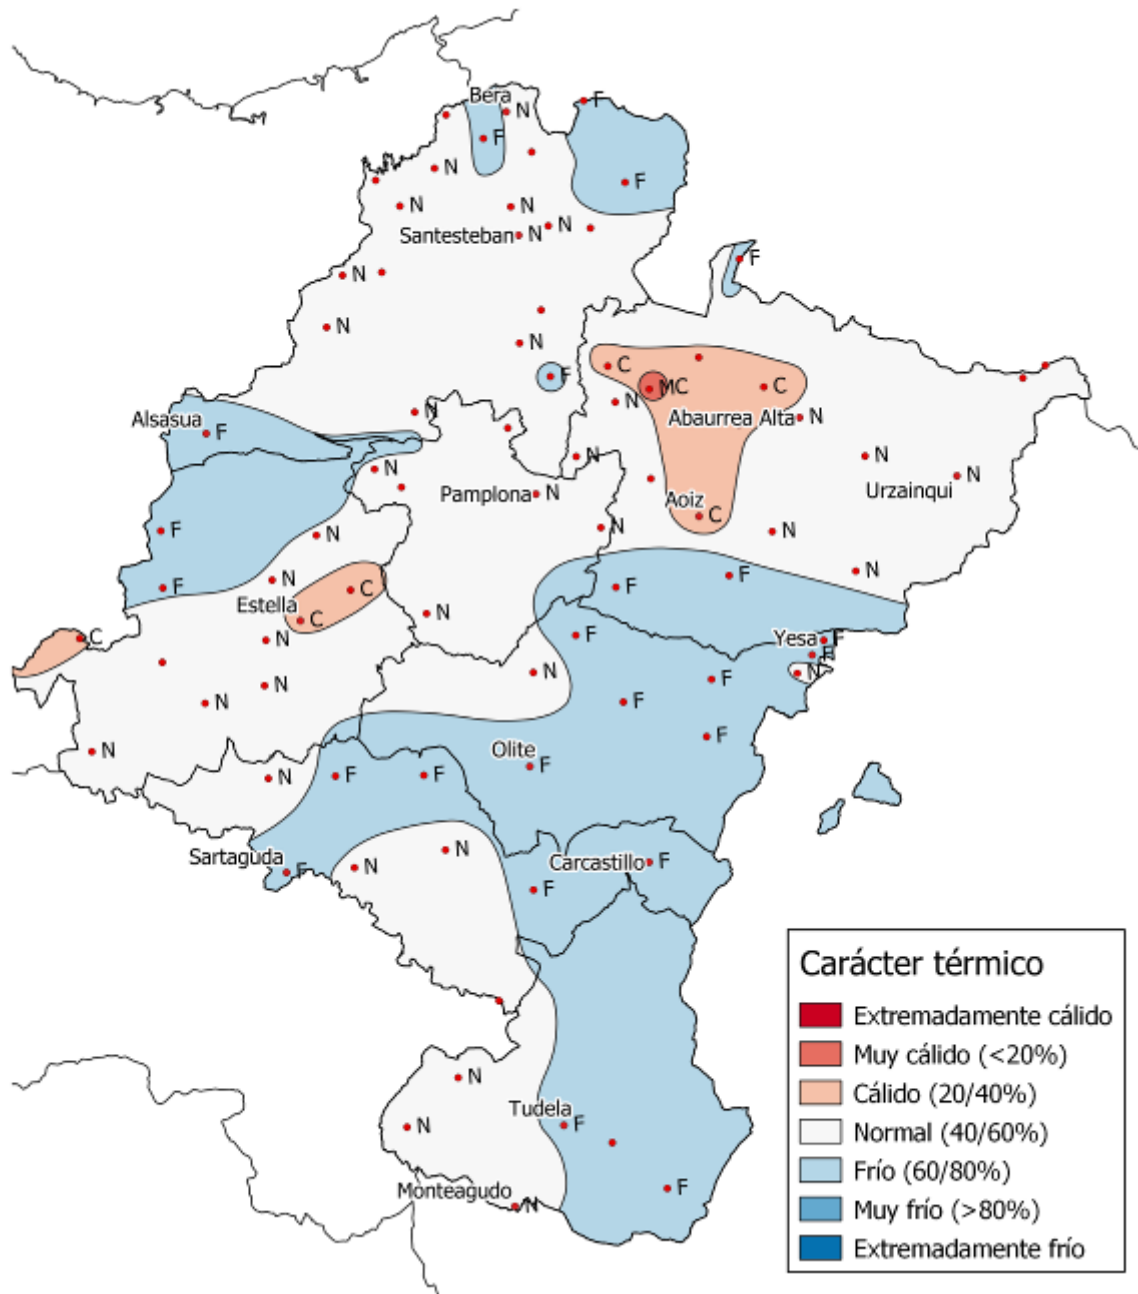 Bera
N
F
F
N
F
N
N
Santesteban
N
N
F
N
N
N
C
F
MC
C
N
Abaurrea Alta
N
N
Alsasua
F
N
N
N
Urzainqui
N
Pamplona
N
Aoiz
C
F
N
N
N
N
F
N
F
F
C
Estella
C
N
C
N
F
Yesa
F
F
N
N
F
N
F
N
F
N
Olite
F
N
F
F
N
Sartaguda
F
N
Carcastillo
F
F
N
N
Tudela
F
F
Monteagudo
N
Carácter térmico
Extremadamente cálido
Muy cálido (<20%)
Cálido (20/40%)
Normal (40/60%)
Frío (60/80%)
Muy frío (>80%)
Extremadamente frío